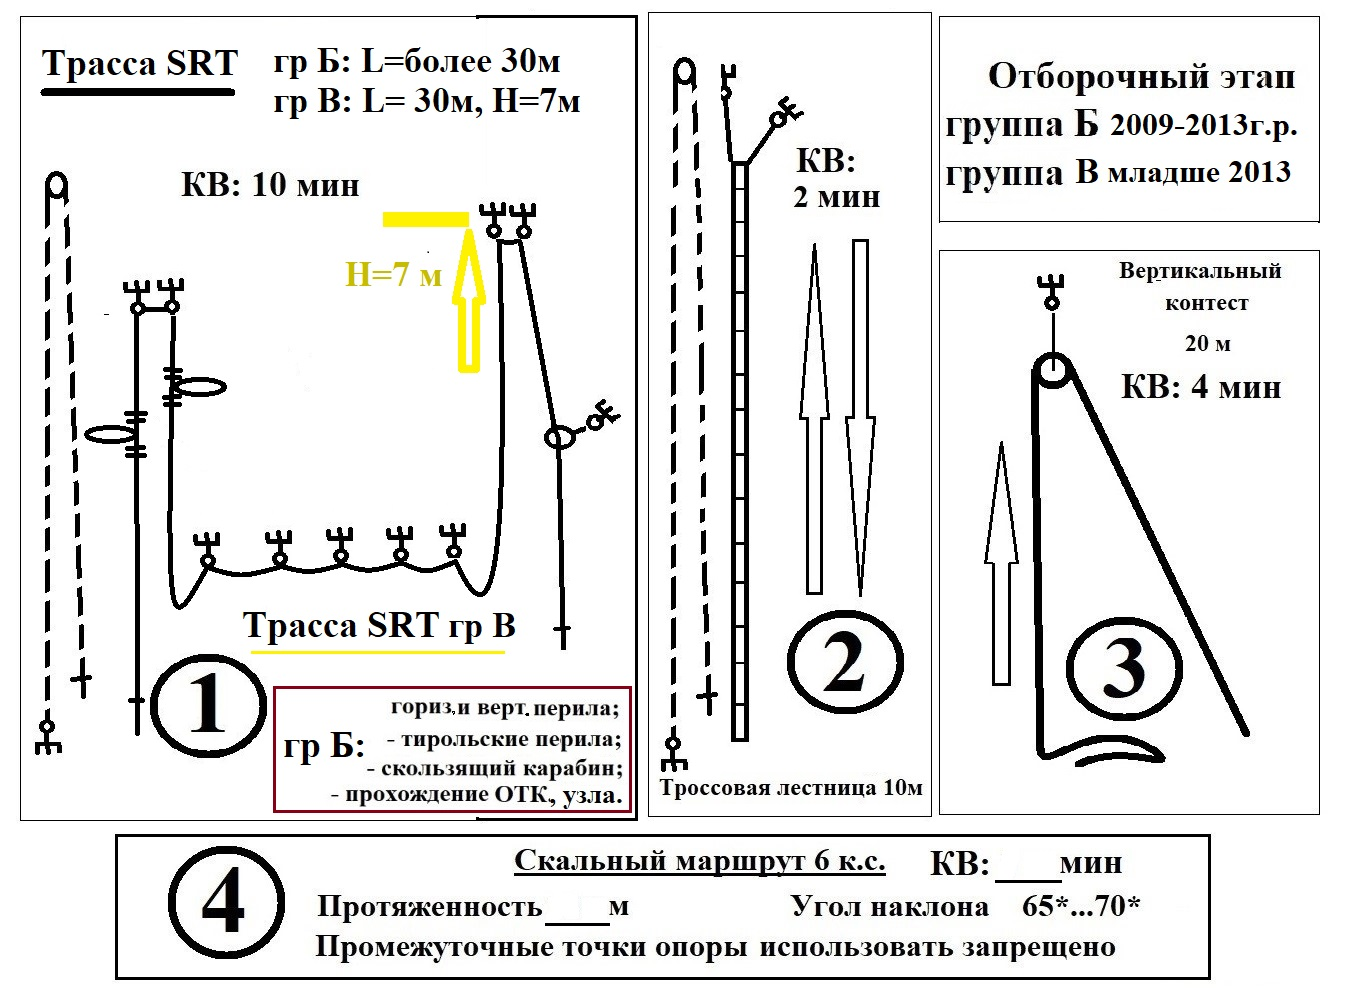 Трасса SRT
гр Б: L=более 30м
гр В: L= 30м, H=7м
КВ: 10 мин
H=7 м
Трасса SRT гр В
1
гр Б:
гориз.и верт. перила;
- тирольские перила;
- скользящий карабин;
- прохождение ОТК., узла.
КВ:
2 мин
2
Троссовая лестница 10м
Отборочный этап
группа Б 2009-2013г.р.
группа В младше 2013
Вертикальный
контест
20 м
КВ: 4 мин
3
4
Скальный маршрут 6 к.с. КВ:____мин
Протяженность____м Угол наклона 65*...70*
Промежуточные точки опоры использовать запрещено